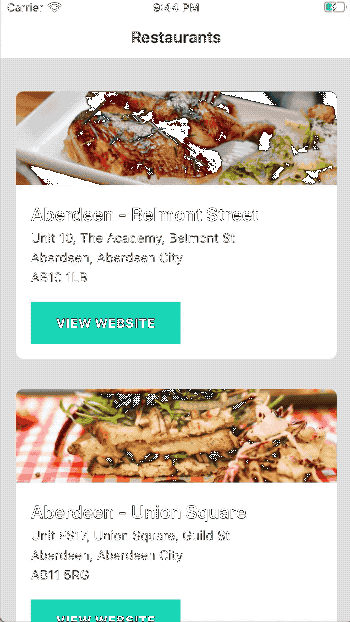 Carrier 9:44 PM
Restaurants
Aberdeen - Belmont Street
Unit 10, The Academy, Belmont St
Aberdeen, Aberdeen City
AB10 1LB
VIEW WEBSITE
Aberdeen - Union Square
Unit FS17, Union Square, Guild St
Aberdeen, Aberdeen City
AB11 5RG
VIEW WEBSITE